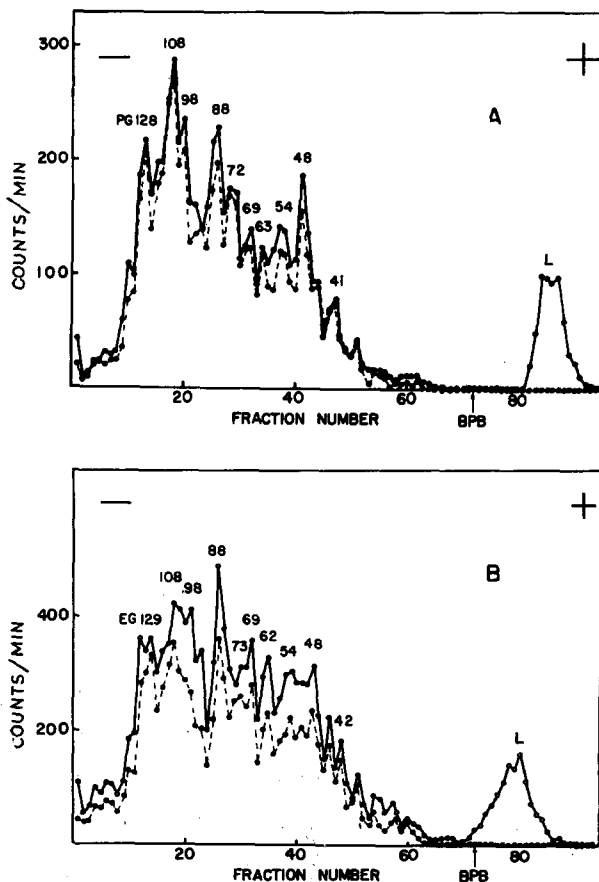 300
200
100
COUNTS/MIN
−
+
A
PG 128
108
98
88
72
69
63
54
48
41
L
20
40
60
80
FRACTION NUMBER
BPB
400
200
COUNTS/MIN
−
+
B
EG 129
108
98
88
73
69
62
54
48
42
L
20
40
60
80
FRACTION NUMBER
BPB